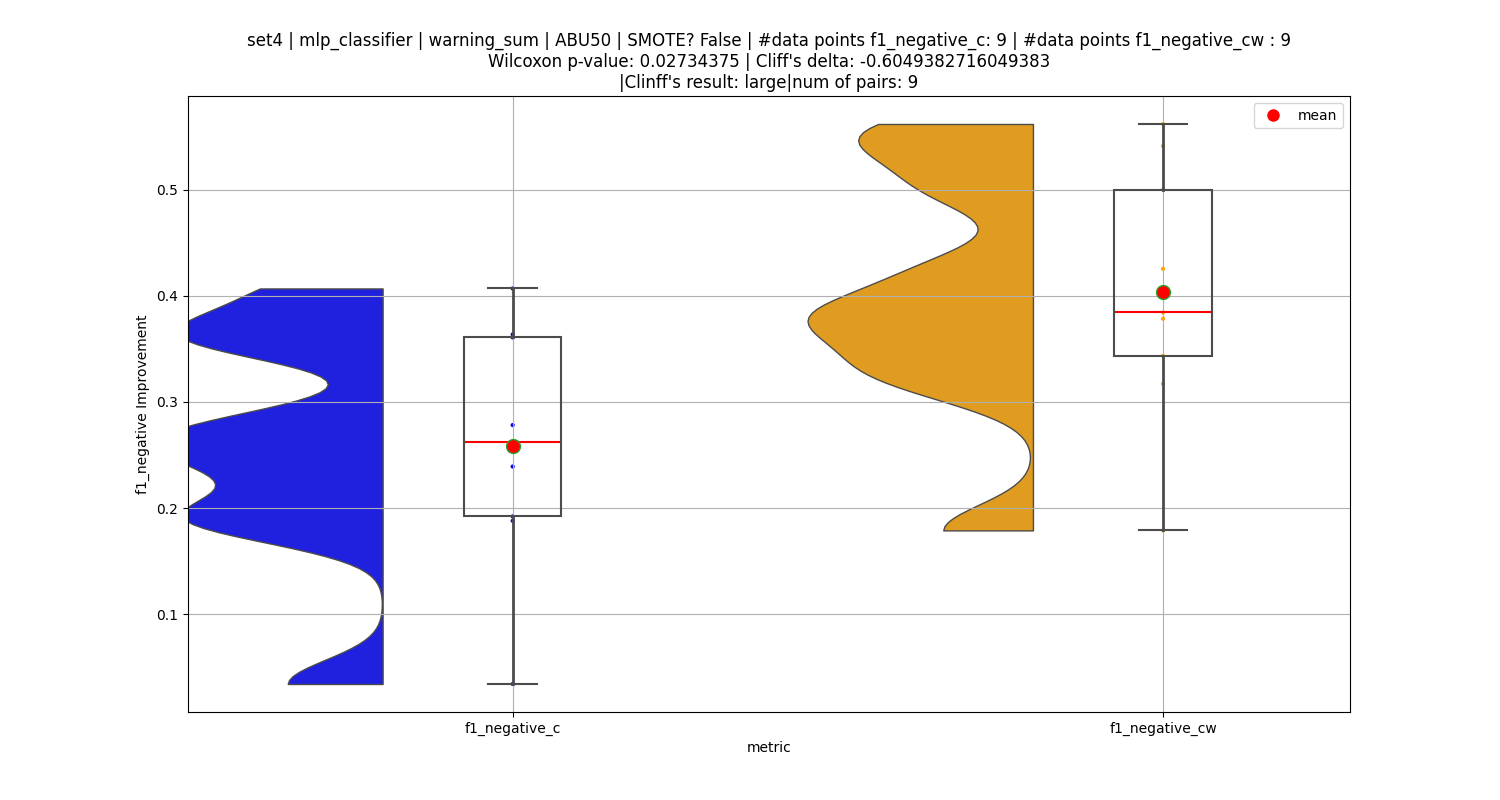 set4 | mlp_classifier | warning_sum | ABU50 | SMOTE? False | #data points f1_negative_c: 9 | #data points f1_negative_cw : 9
Wilcoxon p-value: 0.02734375 | Cliff's delta: -0.6049382716049383
|Clinff's result: large|num of pairs: 9
mean
0.5
0.4
0.3
0.2
0.1
f1_negative Improvement
f1_negative_c
f1_negative_cw
metric